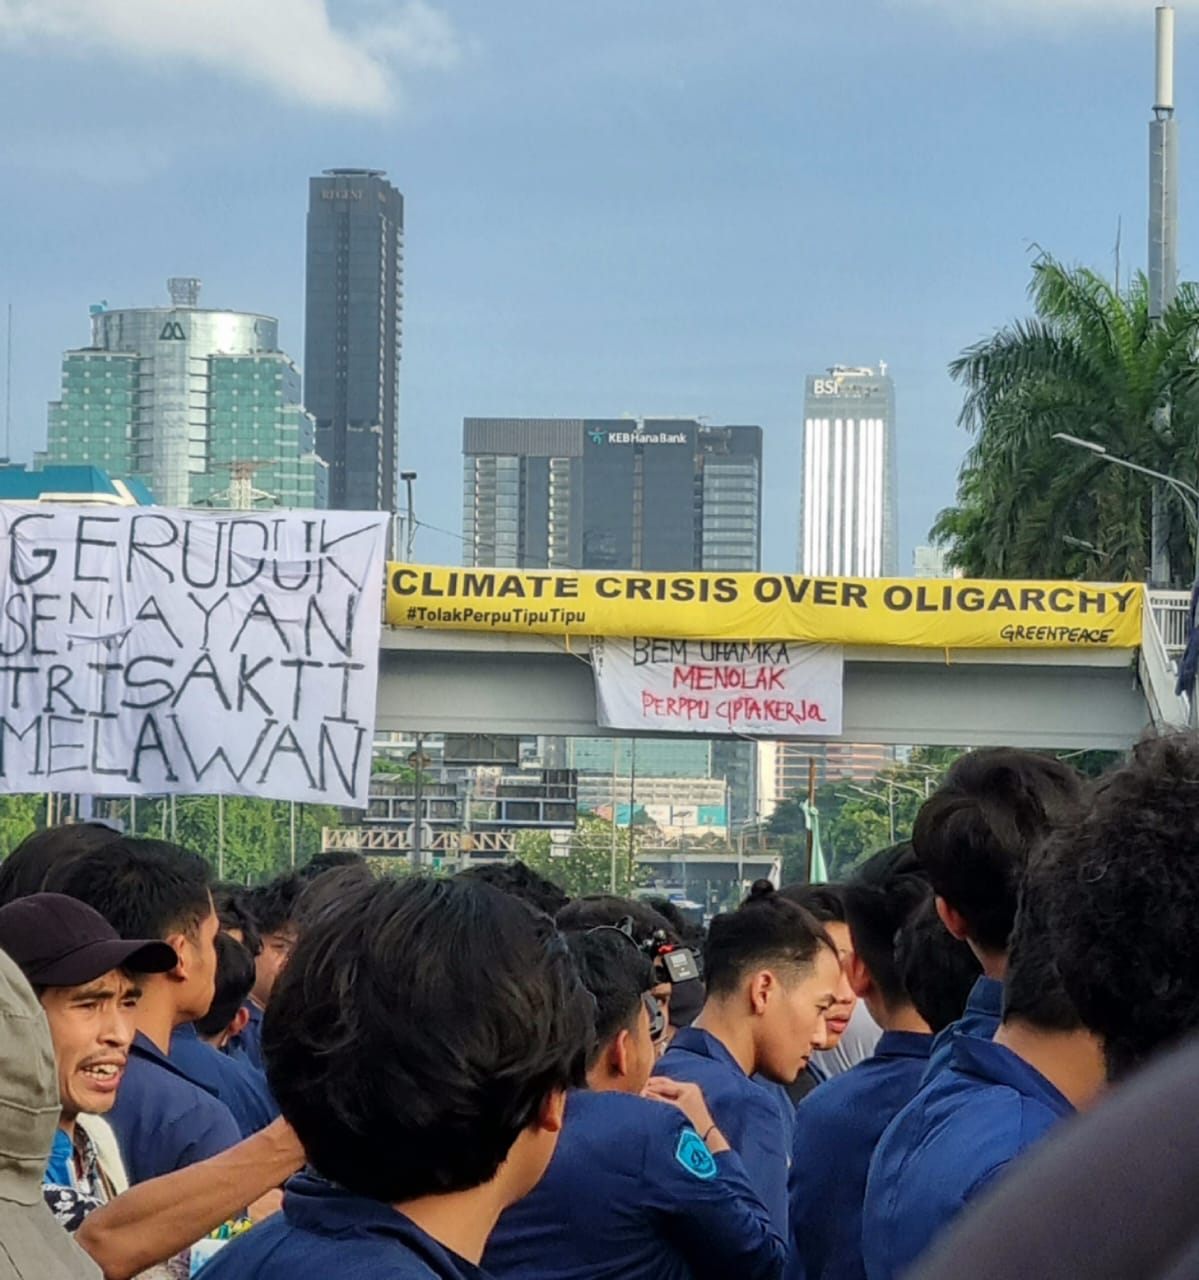 REGENT
KEB Hana Bank
BSI
GERUDUK
SENAYAN
TRISAKTI
MELAWAN
CLIMATE CRISIS OVER OLIGARCHY
#TolakPerpuTipuTipu
GREENPEACE
BEM UHAMKA
MENOLAK
PERPPU CIPTAKERJa